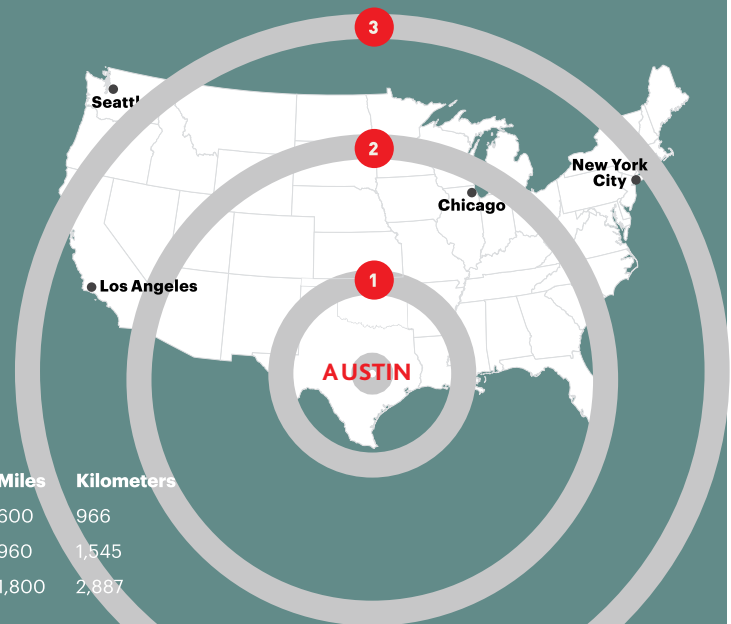 3
Seattl
2
New York
City
Chicago
1
Los Angeles
AUSTIN
Miles Kilometers
600 966
960 1,545
1,800 2,887